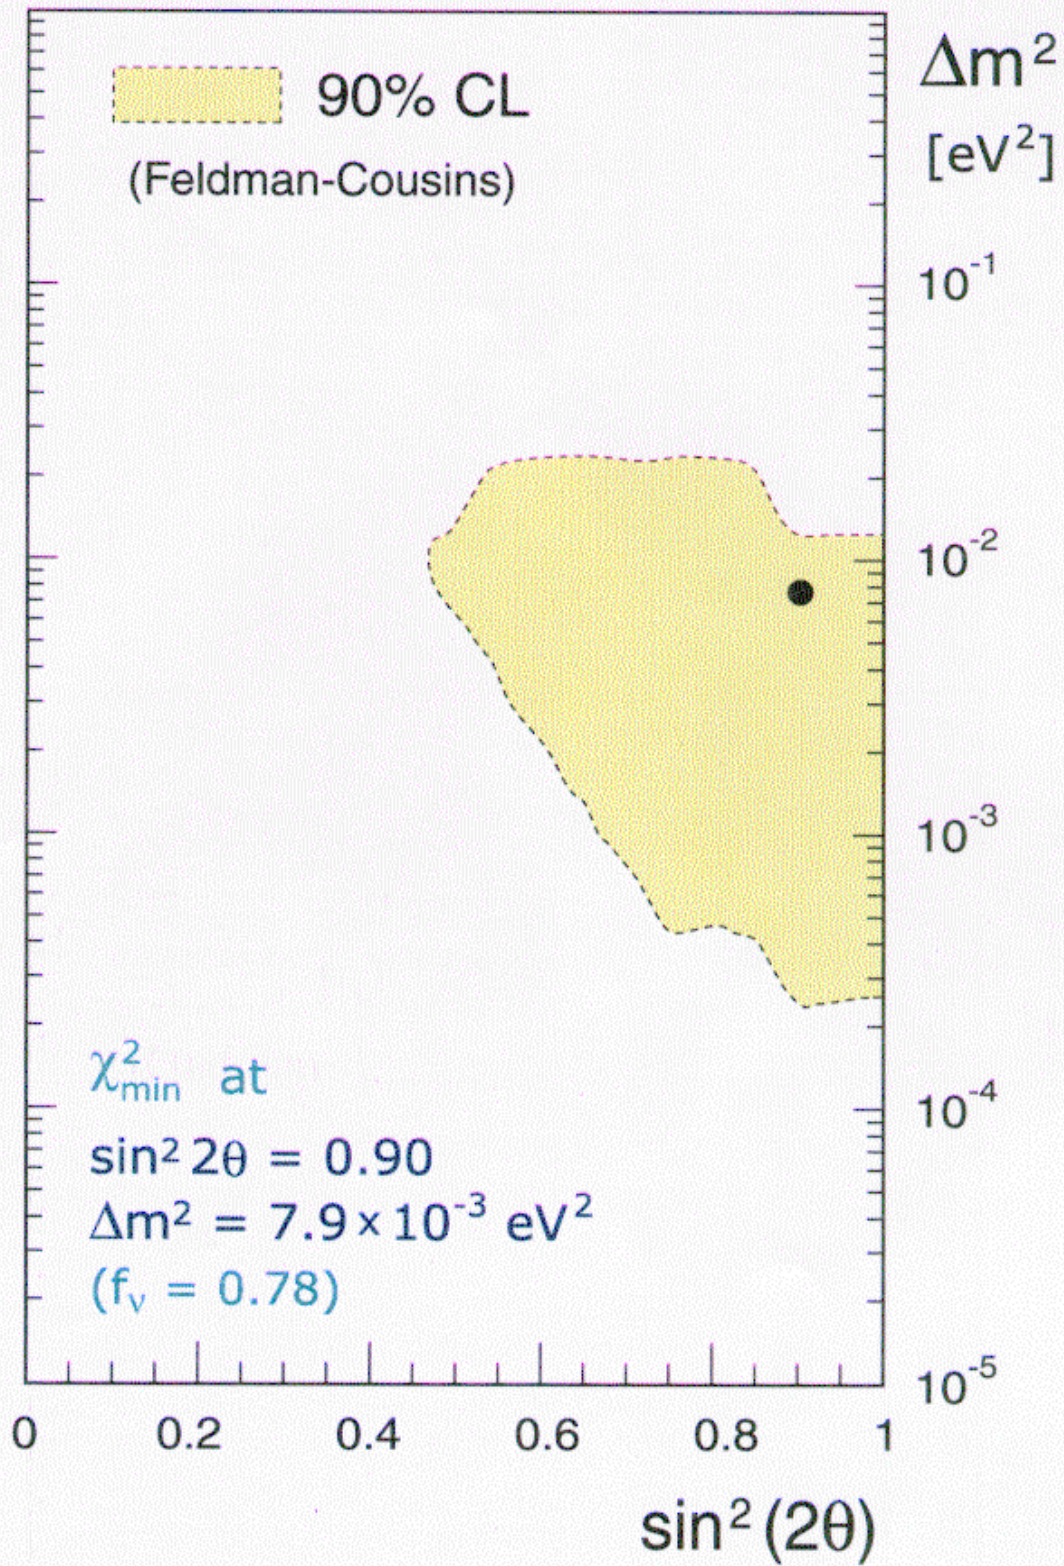 90% CL
(Feldman-Cousins)
Δm²
[eV²]
10⁻¹
10⁻²
10⁻³
10⁻⁴
10⁻⁵
χ²min at
sin² 2θ = 0.90
Δm² = 7.9×10⁻³ eV²
(fν = 0.78)
0 0.2 0.4 0.6 0.8 1
sin² (2θ)